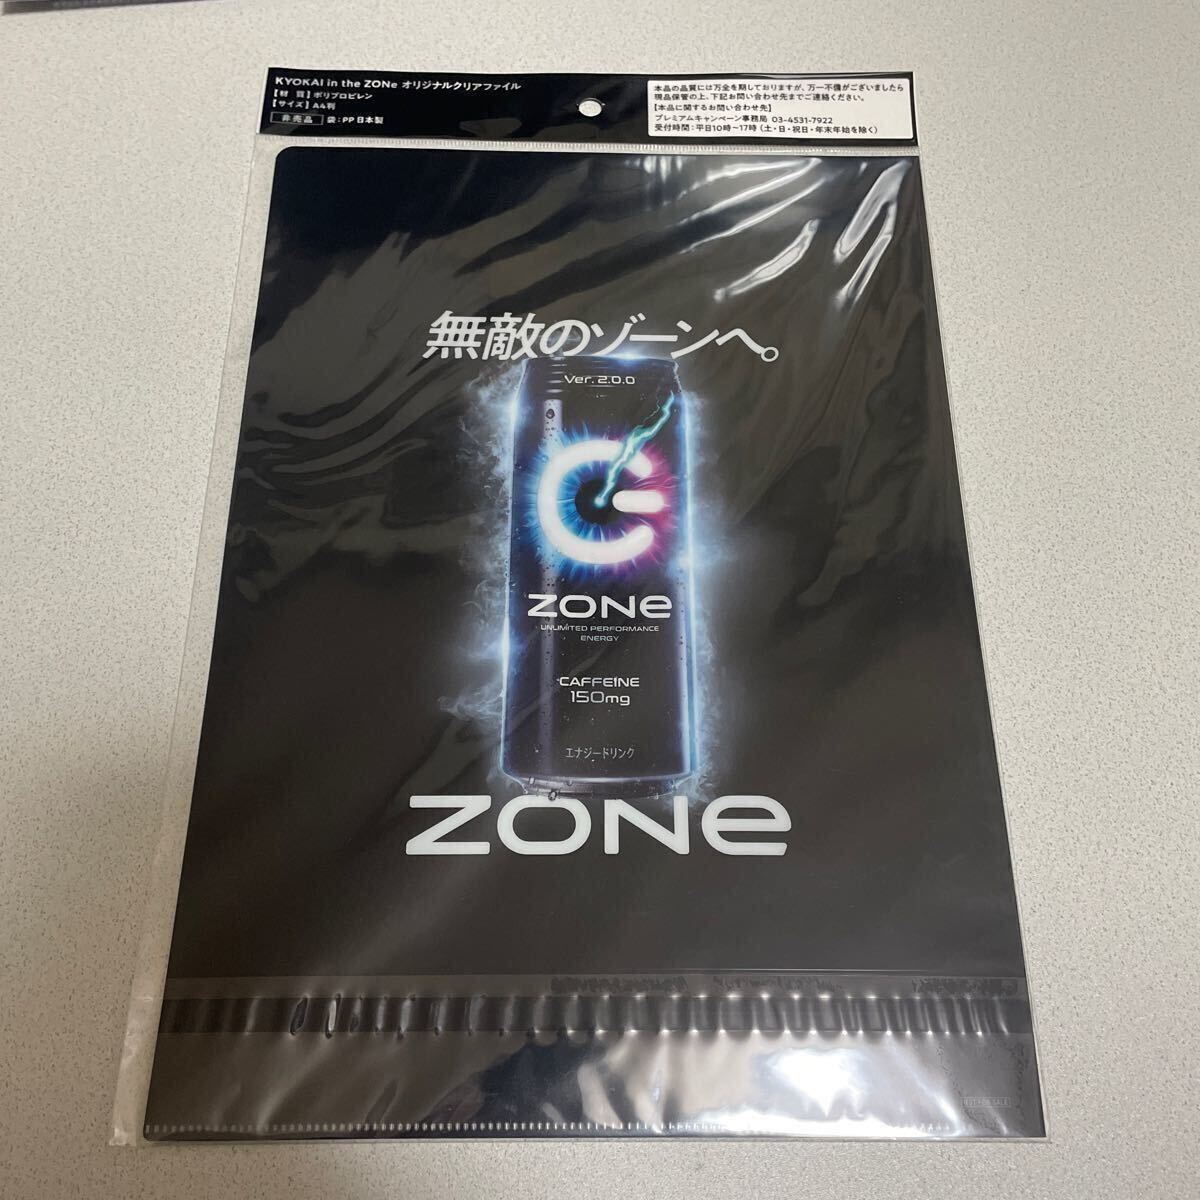 KYOKAI in the ZONe オリジナルクリアファイル
【材　質】ポリプロピレン
【サイズ】A4判
非売品 袋：PP 日本製
本品の品質には万全を期しておりますが、万一不備がございましたら
現品保管の上、下記お問い合わせ先までご連絡ください。
【本品に関するお問い合わせ先】
プレミアムキャンペーン事務局 03-4531-7922
受付時間：平日10時〜17時（土・日・祝日・年末年始を除く）
無敵のゾーンへ。
Ver. 2.0.0
ZONe
UNLIMITED PERFORMANCE
ENERGY
CAFFEINE
150mg
エナジードリンク
ZONe
NOT FOR SALE